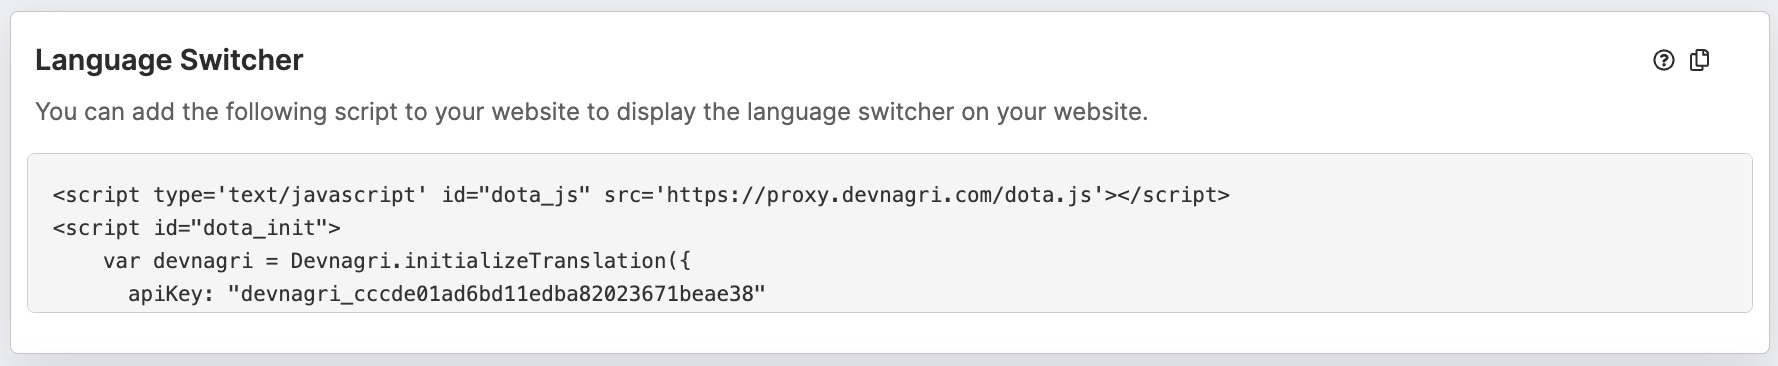 Language Switcher
You can add the following script to your website to display the language switcher on your website.
<script type='text/javascript' id="dota_js" src='https://proxy.devnagri.com/dota.js'></script>
<script id="dota_init">
    var devnagri = Devnagri.initializeTranslation({
      apiKey: "devnagri_cccde01ad6bd11edba82023671beae38"